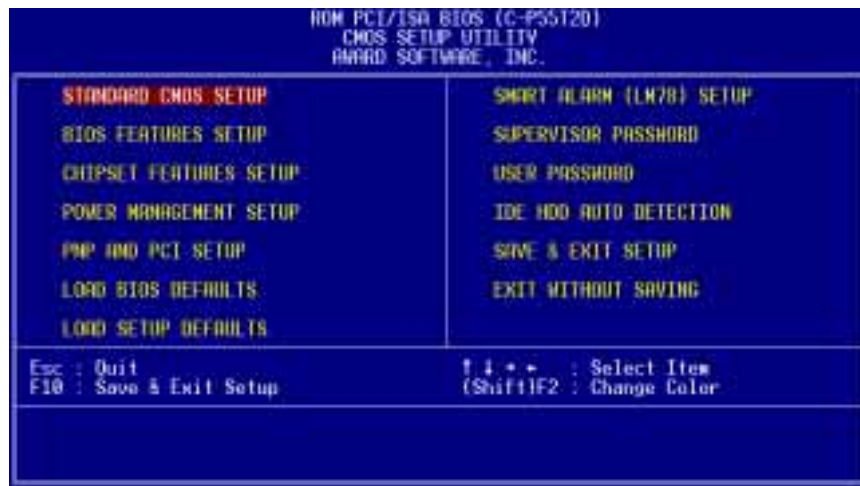 ROM PCI/ISA BIOS (C-P55T2D)
CMOS SETUP UTILITY
AWARD SOFTWARE, INC.
STANDARD CMOS SETUP
BIOS FEATURES SETUP
CHIPSET FEATURES SETUP
POWER MANAGEMENT SETUP
PNP AND PCI SETUP
LOAD BIOS DEFAULTS
LOAD SETUP DEFAULTS
SMART ALARM (LM78) SETUP
SUPERVISOR PASSWORD
USER PASSWORD
IDE HDD AUTO DETECTION
SAVE & EXIT SETUP
EXIT WITHOUT SAVING
Esc : Quit
F10 : Save & Exit Setup
↑ ↓ → ← : Select Item
(Shift)F2 : Change Color